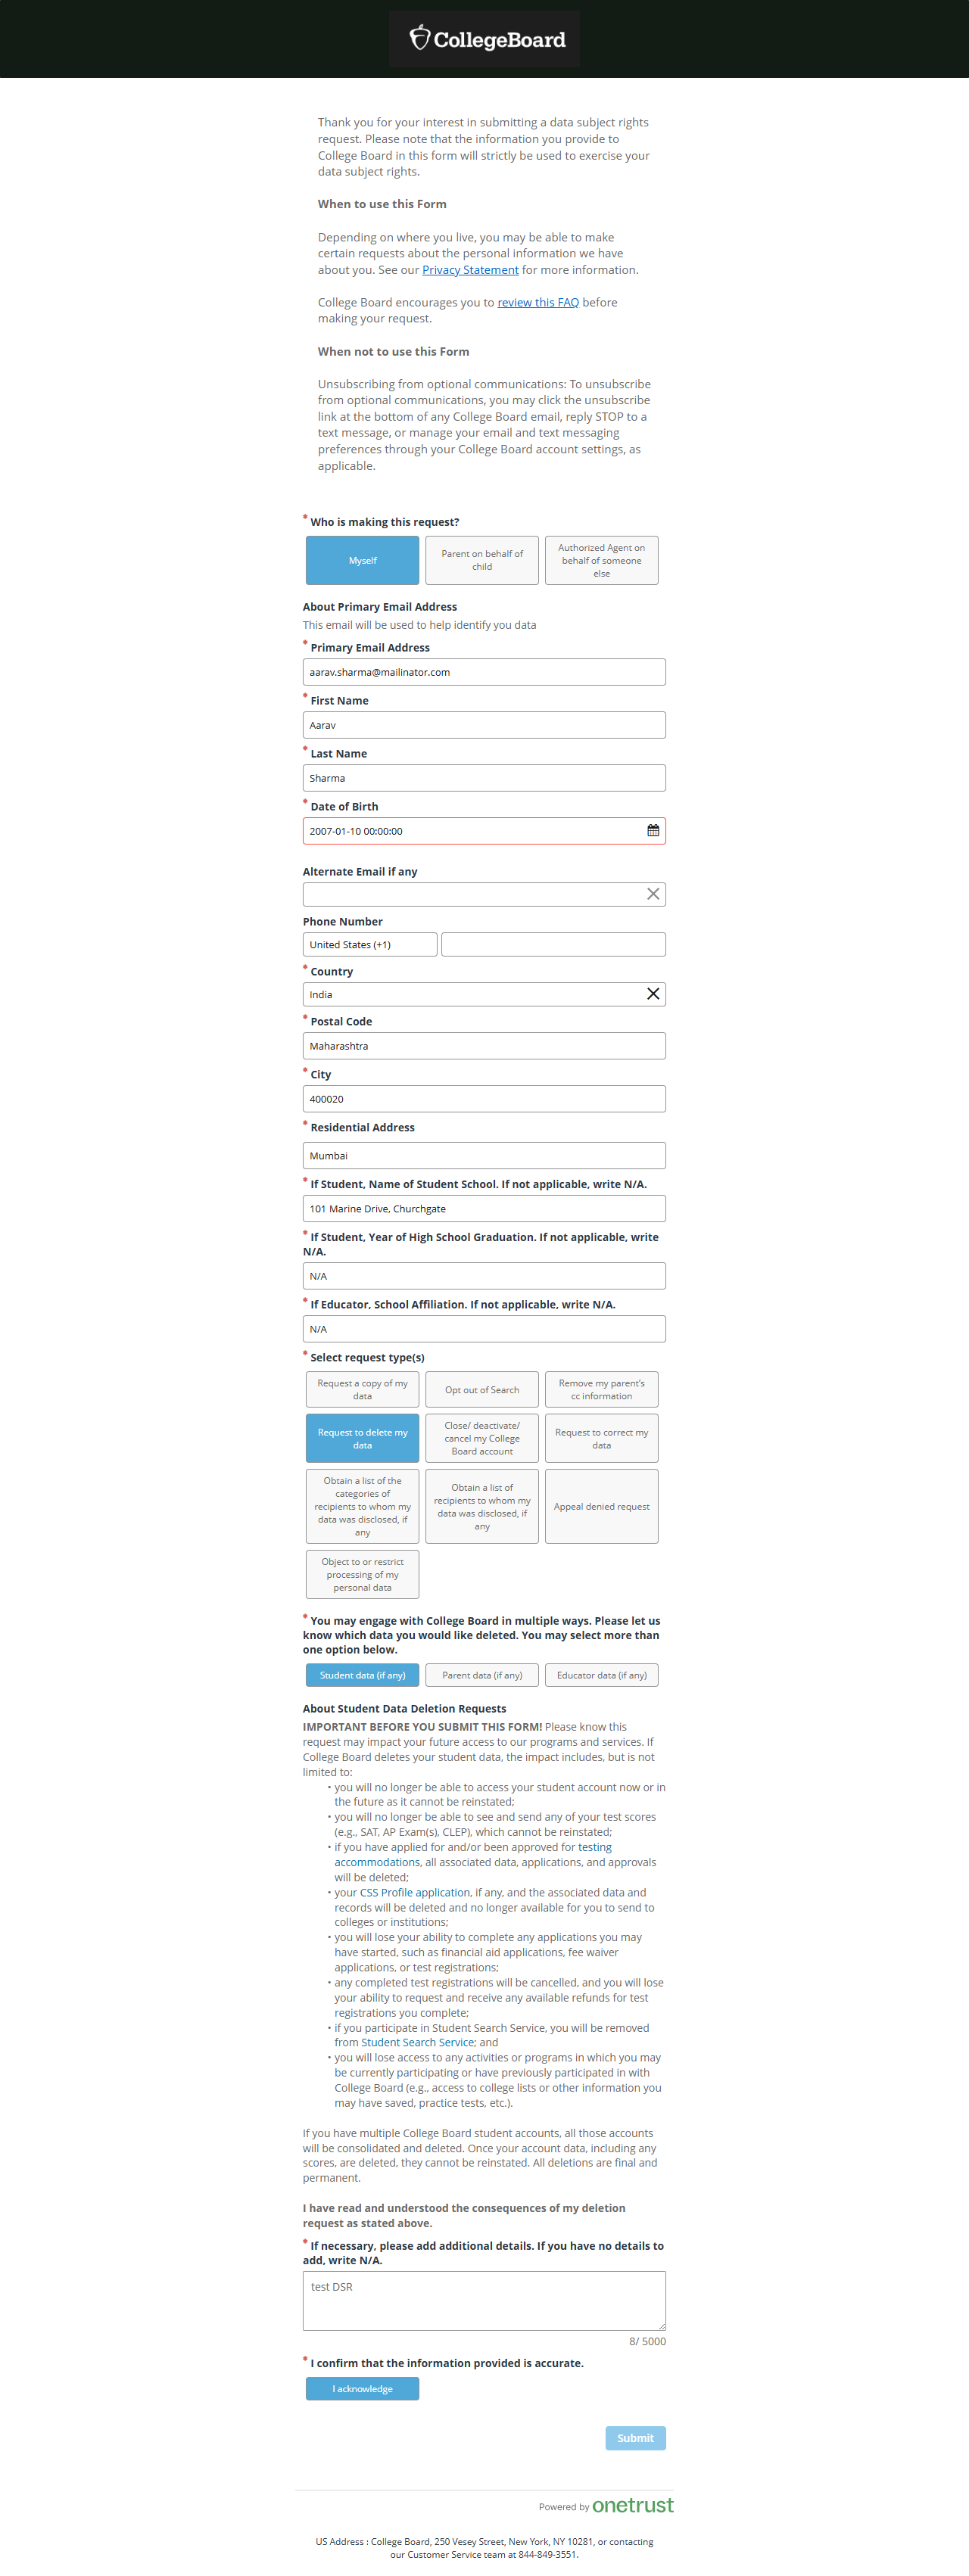 CollegeBoard
Thank you for your interest in submitting a data subject rights
request. Please note that the information you provide to
College Board in this form will strictly be used to exercise your
data subject rights.
When to use this Form
Depending on where you live, you may be able to make
certain requests about the personal information we have
about you. See our Privacy Statement for more information.
College Board encourages you to review this FAQ before
making your request.
When not to use this Form
Unsubscribing from optional communications: To unsubscribe
from optional communications, you may click the unsubscribe
link at the bottom of any College Board email, reply STOP to a
text message, or manage your email and text messaging
preferences through your College Board account settings, as
applicable.
* Who is making this request?
Myself
Parent on behalf of
child
Authorized Agent on
behalf of someone
else
About Primary Email Address
This email will be used to help identify you data
* Primary Email Address
aarav.sharma@mailinator.com
* First Name
Aarav
* Last Name
Sharma
* Date of Birth
2007-01-10 00:00:00
Alternate Email if any
Phone Number
United States (+1)
* Country
India
* Postal Code
Maharashtra
* City
400020
* Residential Address
Mumbai
* If Student, Name of Student School. If not applicable, write N/A.
101 Marine Drive, Churchgate
* If Student, Year of High School Graduation. If not applicable, write
N/A.
N/A
* If Educator, School Affiliation. If not applicable, write N/A.
N/A
* Select request type(s)
Request a copy of my
data
Opt out of Search
Remove my parent's
cc information
Request to delete my
data
Close/ deactivate/
cancel my College
Board account
Request to correct my
data
Obtain a list of the
categories of
recipients to whom my
data was disclosed, if
any
Obtain a list of
recipients to whom my
data was disclosed, if
any
Appeal denied request
Object to or restrict
processing of my
personal data
* You may engage with College Board in multiple ways. Please let us
know which data you would like deleted. You may select more than
one option below.
Student data (if any)
Parent data (if any)
Educator data (if any)
About Student Data Deletion Requests
IMPORTANT BEFORE YOU SUBMIT THIS FORM! Please know this
request may impact your future access to our programs and services. If
College Board deletes your student data, the impact includes, but is not
limited to:
• you will no longer be able to access your student account now or in
the future as it cannot be reinstated;
• you will no longer be able to see and send any of your test scores
(e.g., SAT, AP Exam(s), CLEP), which cannot be reinstated;
• if you have applied for and/or been approved for testing
accommodations, all associated data, applications, and approvals
will be deleted;
• your CSS Profile application, if any, and the associated data and
records will be deleted and no longer available for you to send to
colleges or institutions;
• you will lose your ability to complete any applications you may
have started, such as financial aid applications, fee waiver
applications, or test registrations;
• any completed test registrations will be cancelled, and you will lose
your ability to request and receive any available refunds for test
registrations you complete;
• if you participate in Student Search Service, you will be removed
from Student Search Service; and
• you will lose access to any activities or programs in which you may
be currently participating or have previously participated in with
College Board (e.g., access to college lists or other information you
may have saved, practice tests, etc.).
If you have multiple College Board student accounts, all those accounts
will be consolidated and deleted. Once your account data, including any
scores, are deleted, they cannot be reinstated. All deletions are final and
permanent.
I have read and understood the consequences of my deletion
request as stated above.
* If necessary, please add additional details. If you have no details to
add, write N/A.
test DSR
8/ 5000
* I confirm that the information provided is accurate.
I acknowledge
Submit
Powered by onetrust
US Address : College Board, 250 Vesey Street, New York, NY 10281, or contacting
our Customer Service team at 844-849-3551.